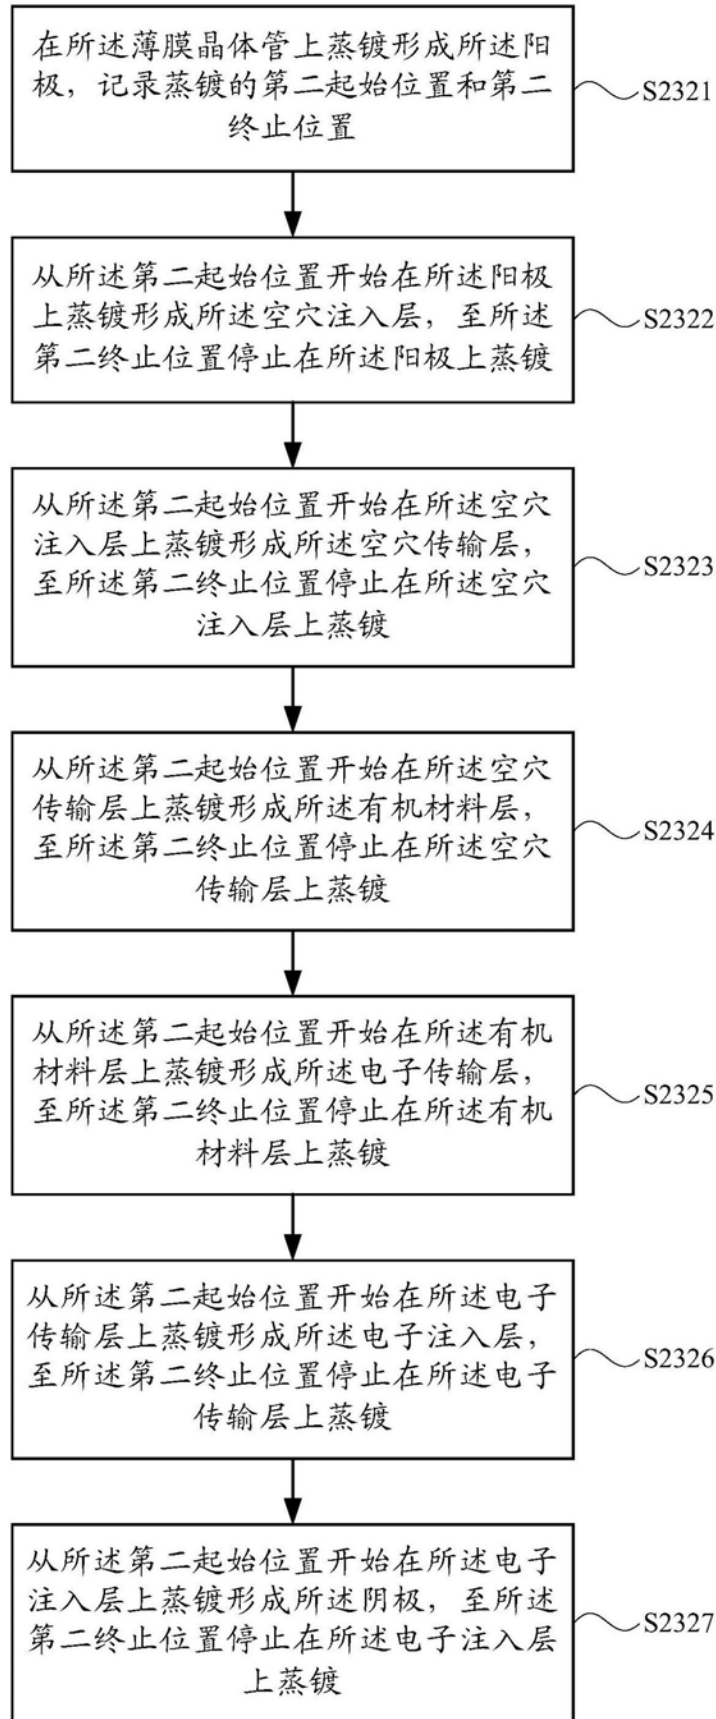 在所述薄膜晶体管上蒸镀形成所述阳
极，记录蒸镀的第二起始位置和第二
终止位置
S2321
从所述第二起始位置开始在所述阳极
上蒸镀形成所述空穴注入层，至所述
第二终止位置停止在所述阳极上蒸镀
S2322
从所述第二起始位置开始在所述空穴
注入层上蒸镀形成所述空穴传输层，
至所述第二终止位置停止在所述空穴
注入层上蒸镀
S2323
从所述第二起始位置开始在所述空穴
传输层上蒸镀形成所述有机材料层，
至所述第二终止位置停止在所述空穴
传输层上蒸镀
S2324
从所述第二起始位置开始在所述有机
材料层上蒸镀形成所述电子传输层，
至所述第二终止位置停止在所述有机
材料层上蒸镀
S2325
从所述第二起始位置开始在所述电子
传输层上蒸镀形成所述电子注入层，
至所述第二终止位置停止在所述电子
传输层上蒸镀
S2326
从所述第二起始位置开始在所述电子
注入层上蒸镀形成所述阴极，至所述
第二终止位置停止在所述电子注入层
上蒸镀
S2327